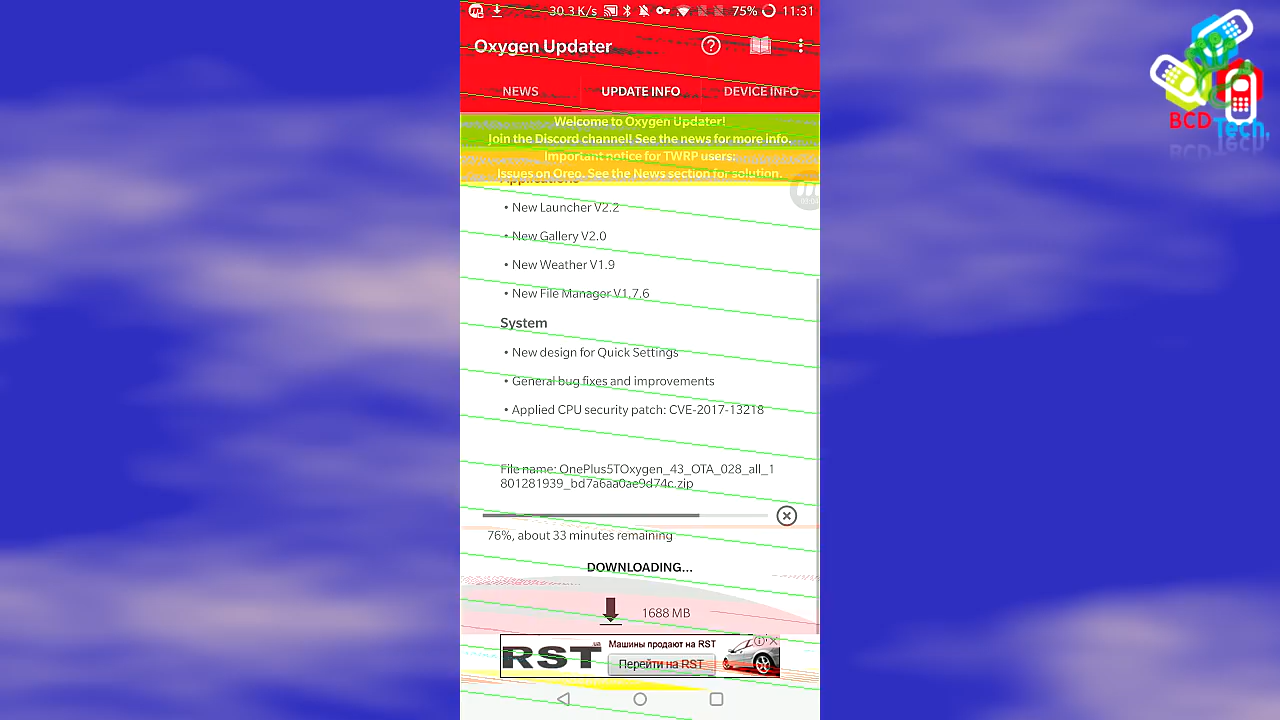 30.3 K/s 75% 11:31
Oxygen Updater
NEWS UPDATE INFO DEVICE INFO
Welcome to Oxygen Updater!
Join the Discord channel! See the news for more info.
Important notice for TWRP users:
Issues on Oreo. See the News section for solution.
Applications
• New Launcher V2.2
• New Gallery V2.0
• New Weather V1.9
• New File Manager V1.7.6
System
• New design for Quick Settings
• General bug fixes and improvements
• Applied CPU security patch: CVE-2017-13218
File name: OnePlus5TOxygen_43_OTA_028_all_1
801281939_bd7a6aa0ae9d74c.zip
76%, about 33 minutes remaining
DOWNLOADING...
1688 MB
RST.ua
Машины продают на RST
Перейти на RST
BCDTech.